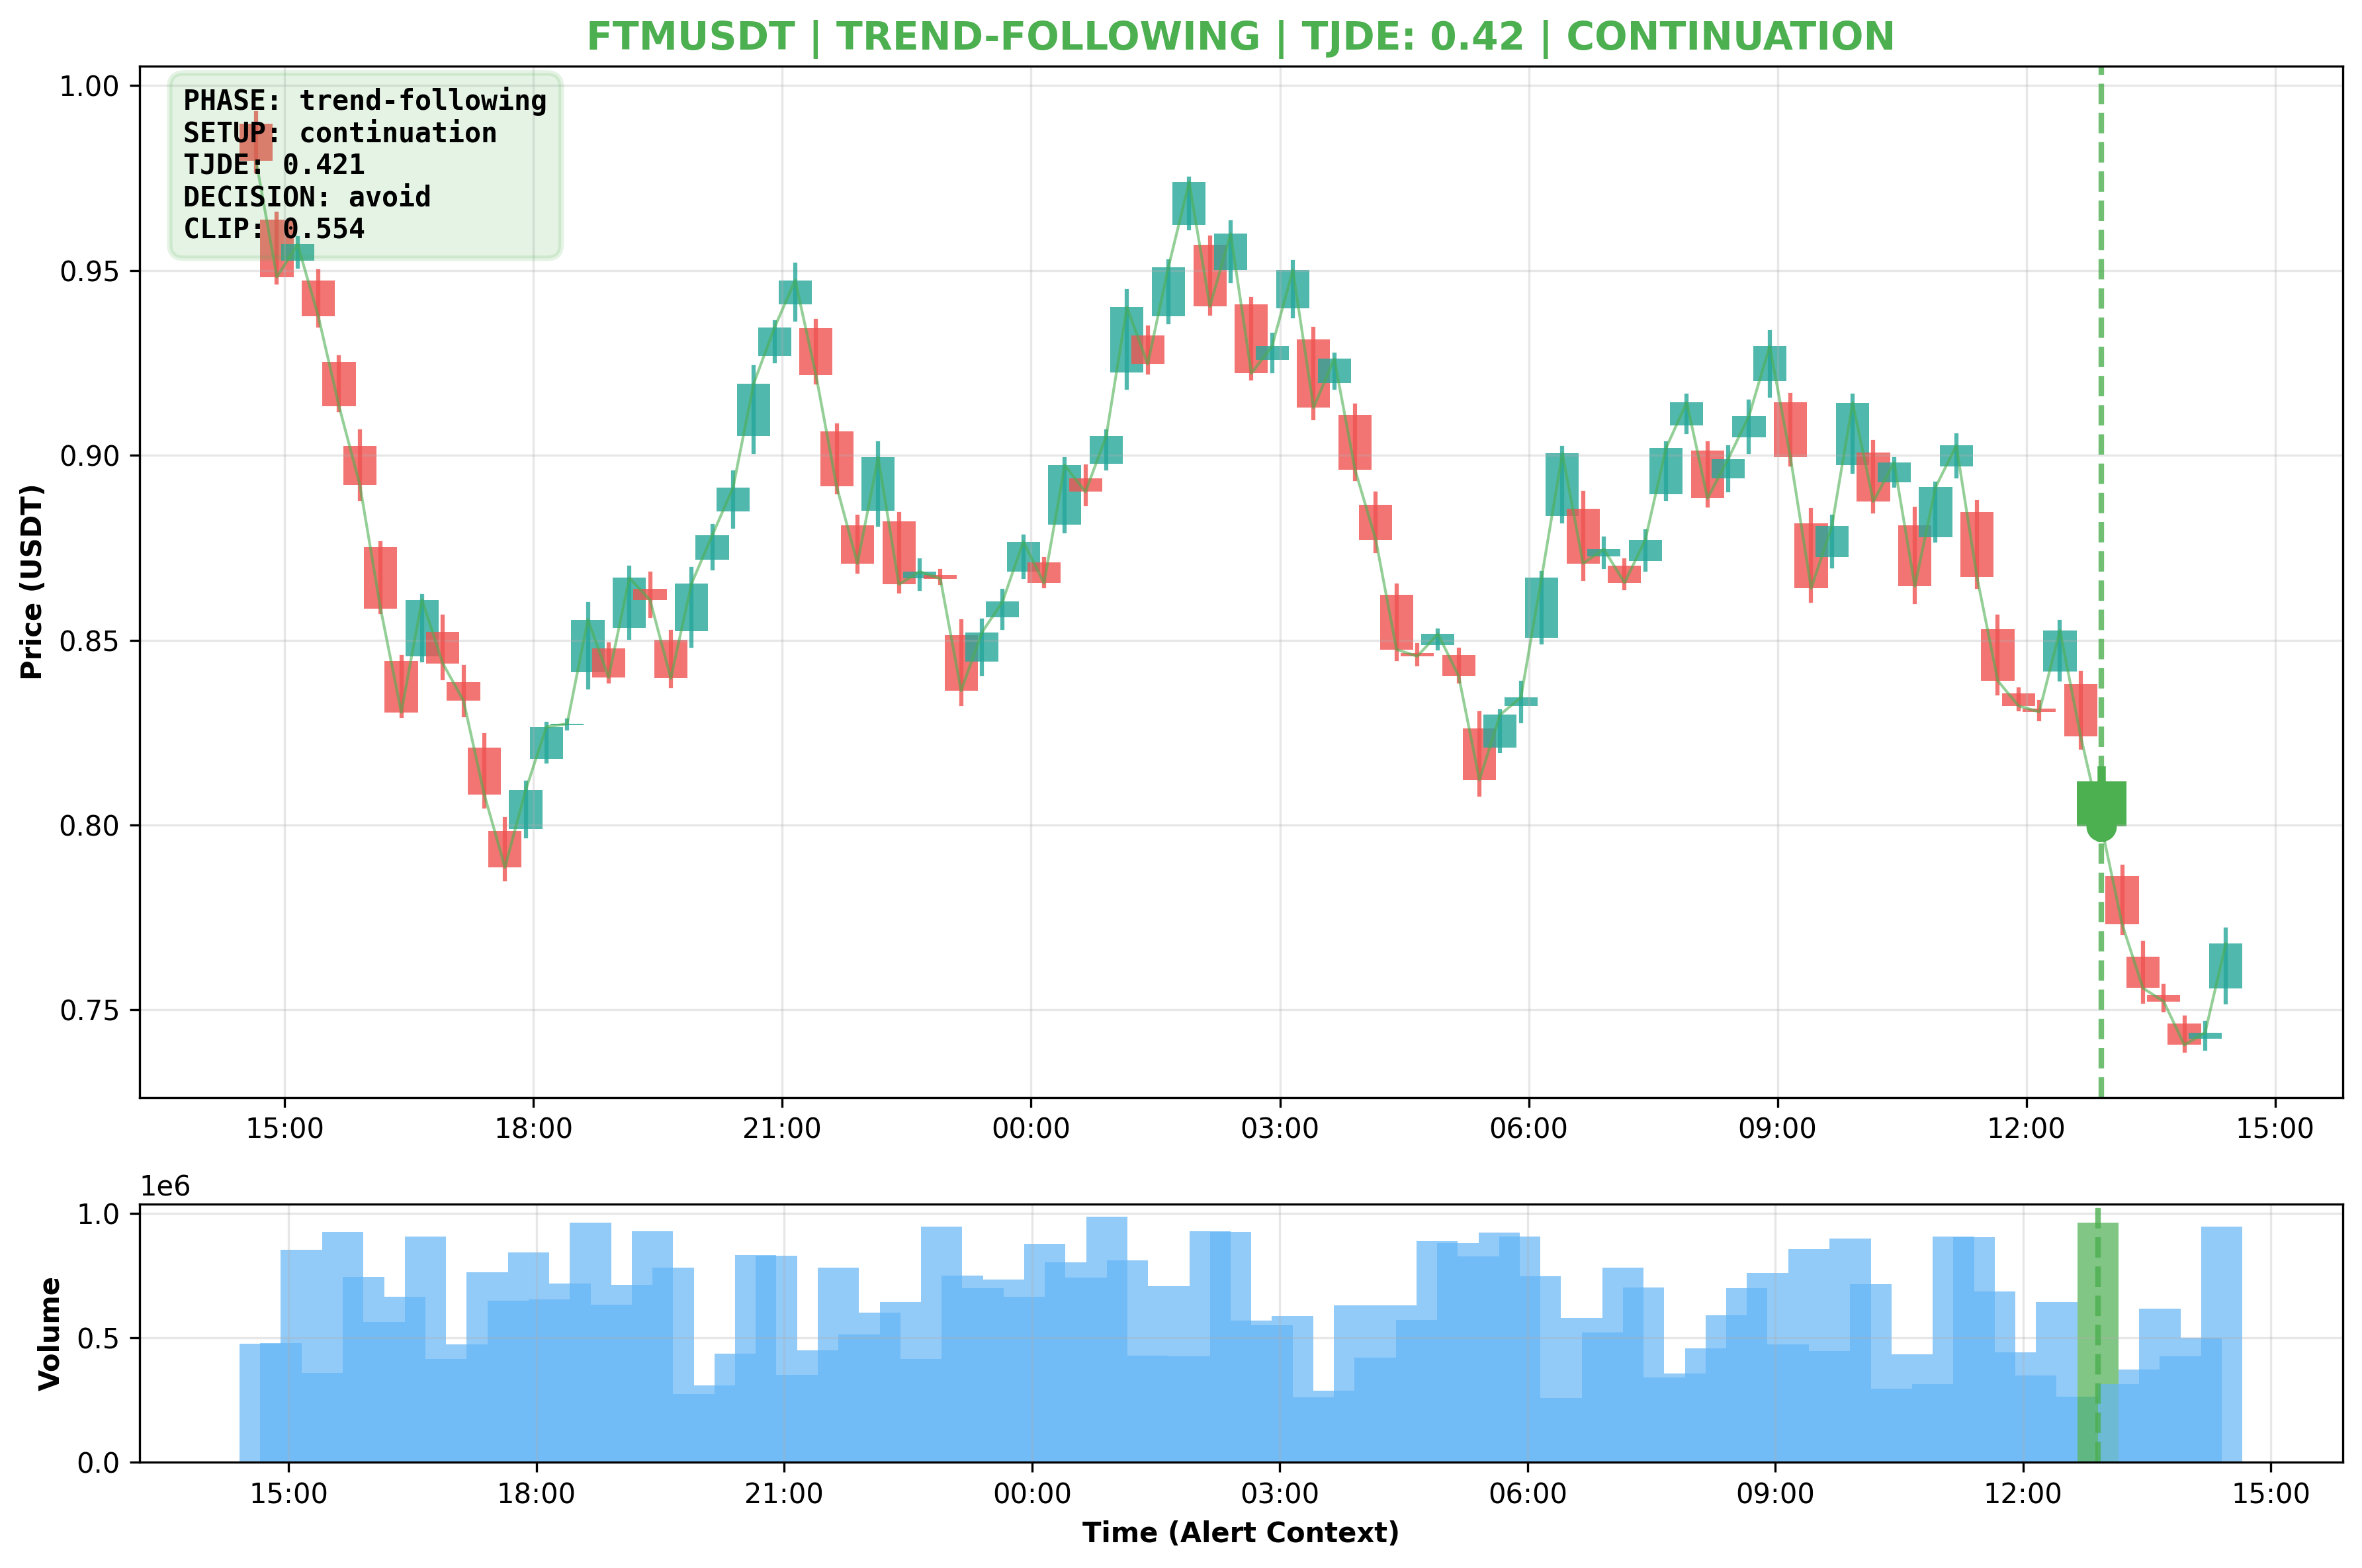 FTMUSDT | TREND-FOLLOWING | TJDE: 0.42 | CONTINUATION
PHASE: trend-following
SETUP: continuation
TJDE: 0.421
DECISION: avoid
CLIP: 0.554
Price (USDT)
1.00
0.95
0.90
0.85
0.80
0.75
15:00 18:00 21:00 00:00 03:00 06:00 09:00 12:00 15:00
1e6
Volume
1.0
0.5
0.0
15:00 18:00 21:00 00:00 03:00 06:00 09:00 12:00 15:00
Time (Alert Context)